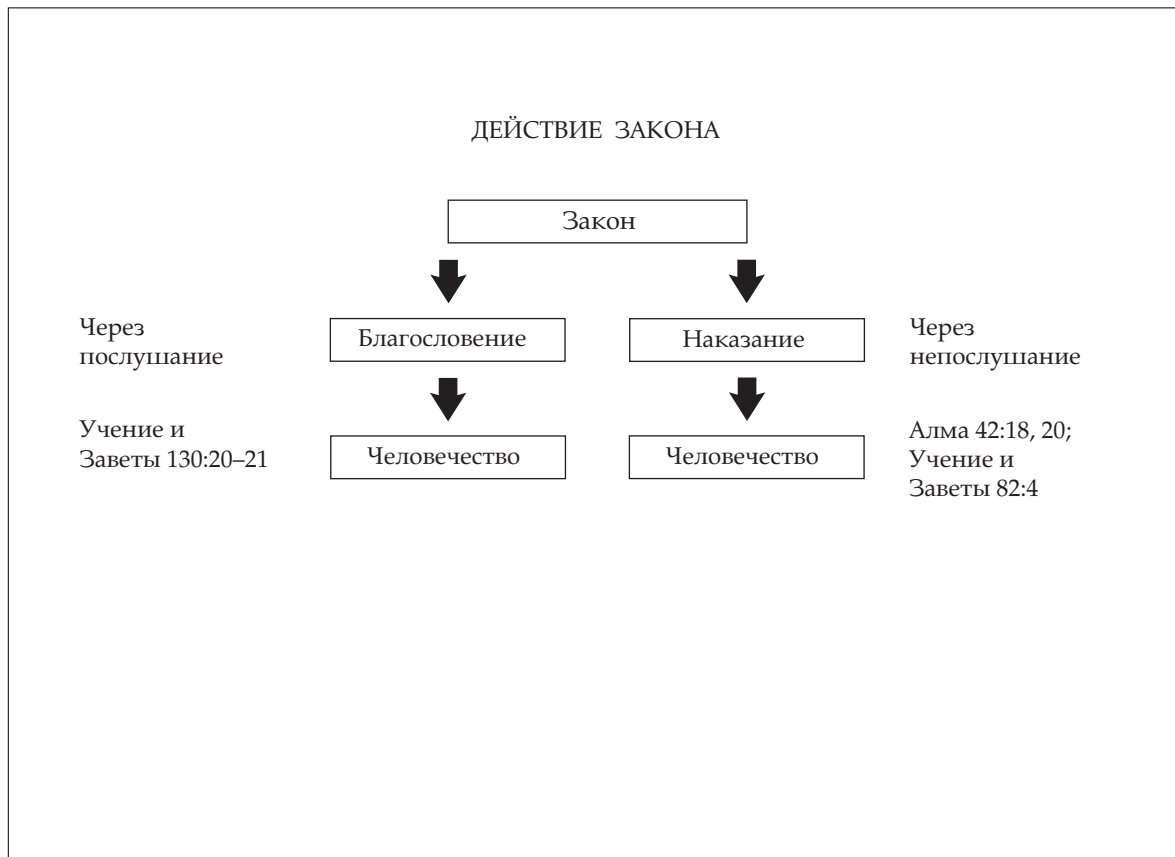 ДЕЙСТВИЕ ЗАКОНА
Закон
Через
послушание
Благословение
Наказание
Через
непослушание
Учение и
Заветы 130:20–21
Человечество
Человечество
Алма 42:18, 20;
Учение и
Заветы 82:4